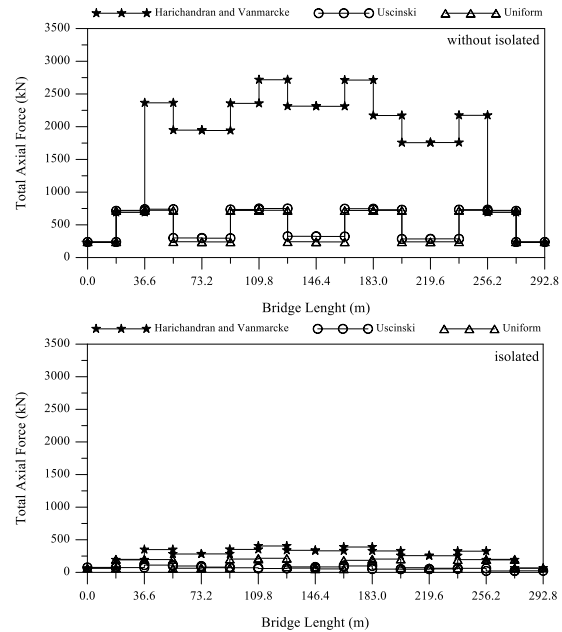 Harichandran and Vanmarcke Uscinski Uniform
3500
without isolated
3000
2500
2000
1500
1000
500
0
Total Axial Force (kN)
0.0 36.6 73.2 109.8 146.4 183.0 219.6 256.2 292.8
Bridge Lenght (m)
Harichandran and Vanmarcke Uscinski Uniform
3500
isolated
3000
2500
2000
1500
1000
500
0
Total Axial Force (kN)
0.0 36.6 73.2 109.8 146.4 183.0 219.6 256.2 292.8
Bridge Lenght (m)